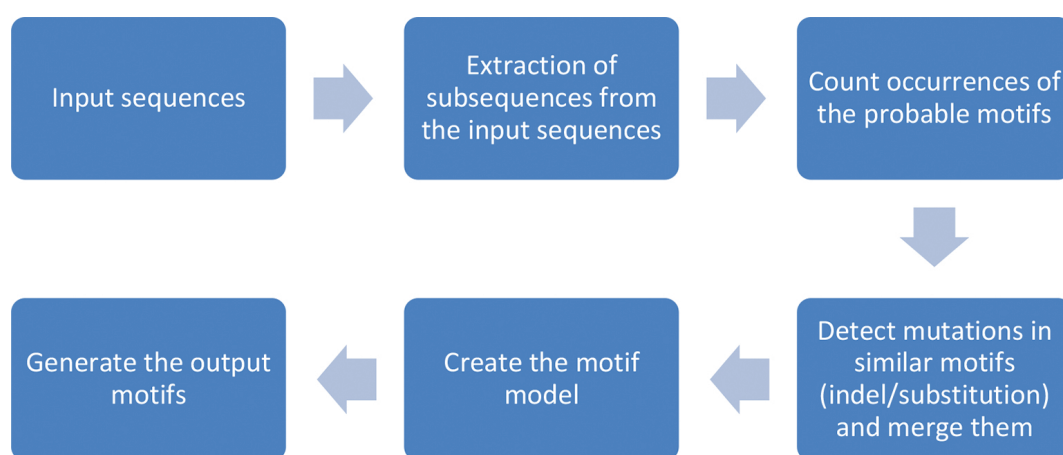 Input sequences
Extraction of
subsequences from
the input sequences
Count occurrences of
the probable motifs
Detect mutations in
similar motifs
(indel/substitution)
and merge them
Create the motif
model
Generate the output
motifs